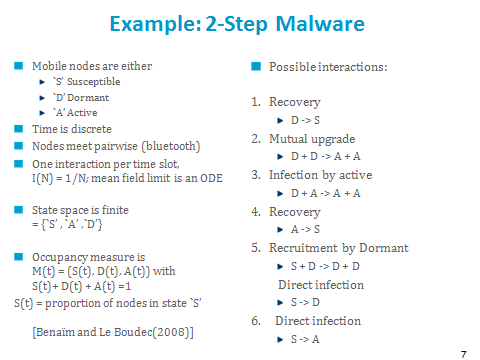 Example: 2-Step Malware
Mobile nodes are either
`S' Susceptible
`D' Dormant
`A' Active
Time is discrete
Nodes meet pairwise (bluetooth)
One interaction per time slot,
I(N) = 1/N; mean field limit is an ODE
State space is finite
= {`S' , `A' ,`D'}
Occupancy measure is
M(t) = (S(t), D(t), A(t)) with
S(t)+ D(t) + A(t) =1
S(t) = proportion of nodes in state `S'
[Benaïm and Le Boudec(2008)]
Possible interactions:
1. Recovery
D -> S
2. Mutual upgrade
D + D -> A + A
3. Infection by active
D + A -> A + A
4. Recovery
A -> S
5. Recruitment by Dormant
S + D -> D + D
Direct infection
S -> D
6. Direct infection
S -> A
7